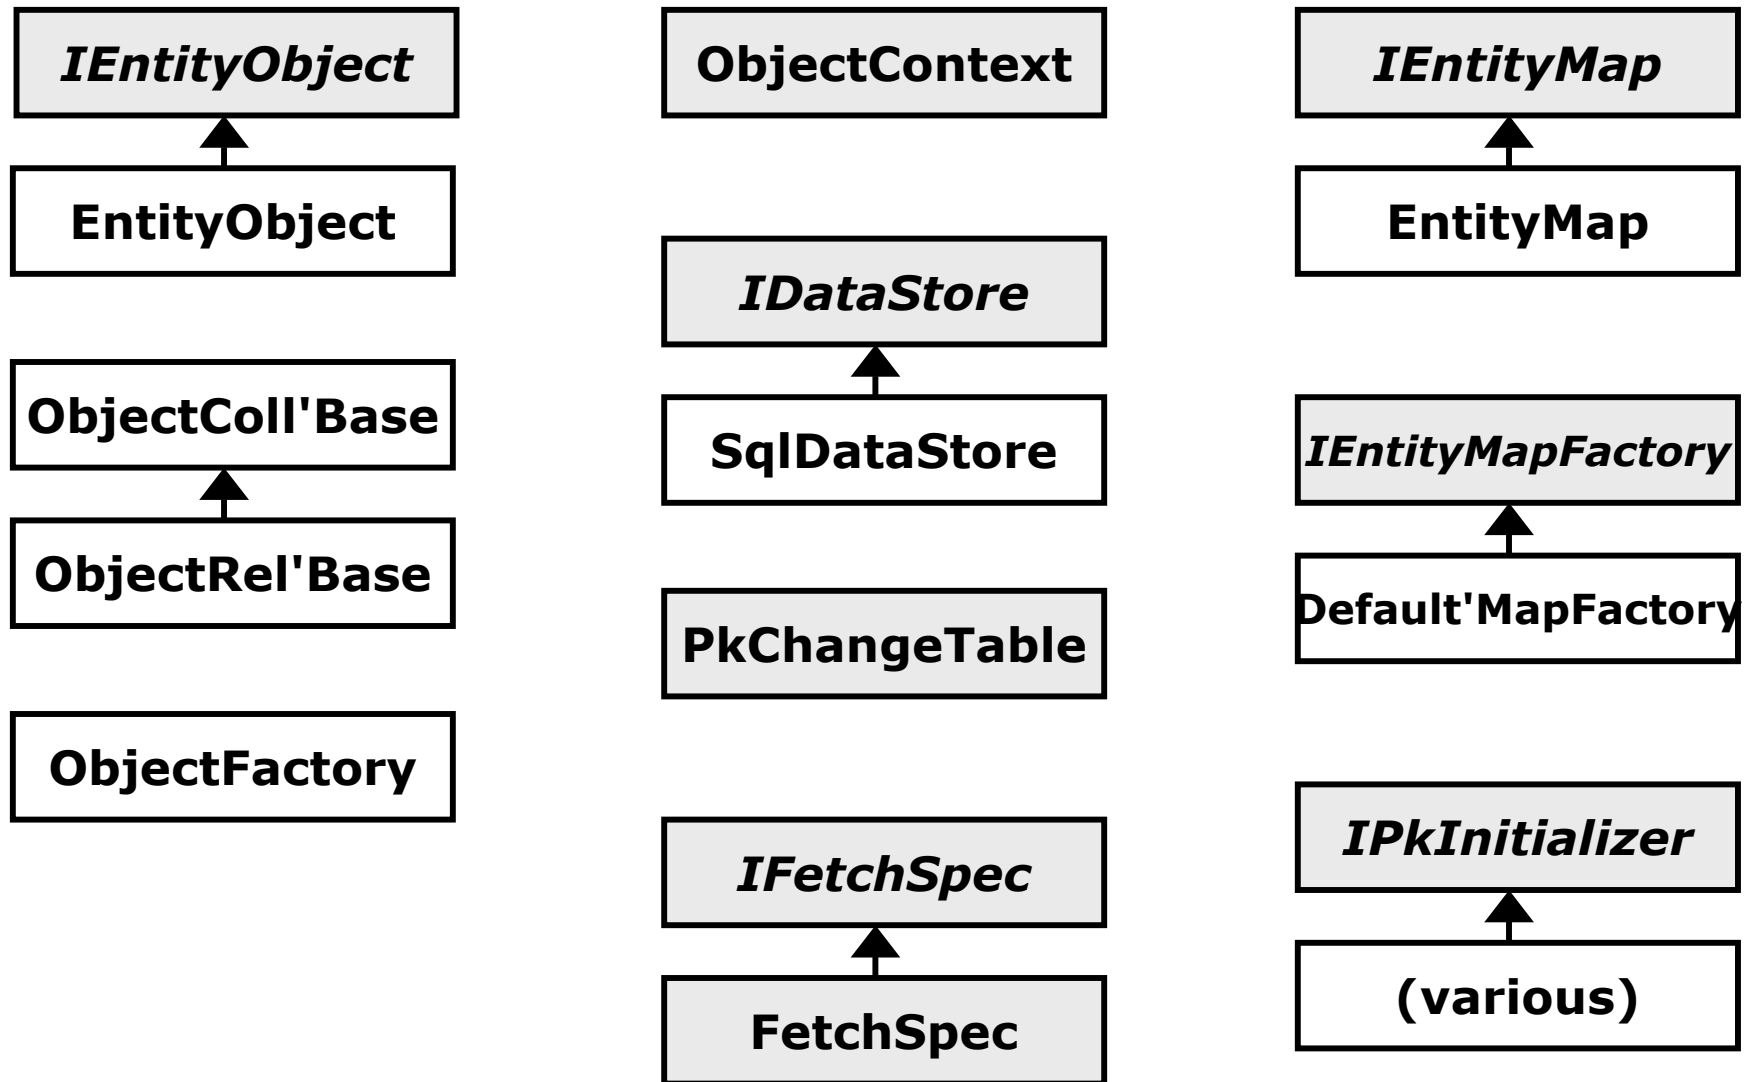 IEntityObject
EntityObject
ObjectColl'Base
ObjectRel'Base
ObjectFactory
ObjectContext
IDataStore
SqlDataStore
PkChangeTable
IFetchSpec
FetchSpec
IEntityMap
EntityMap
IEntityMapFactory
Default'MapFactory
IPkInitializer
(various)